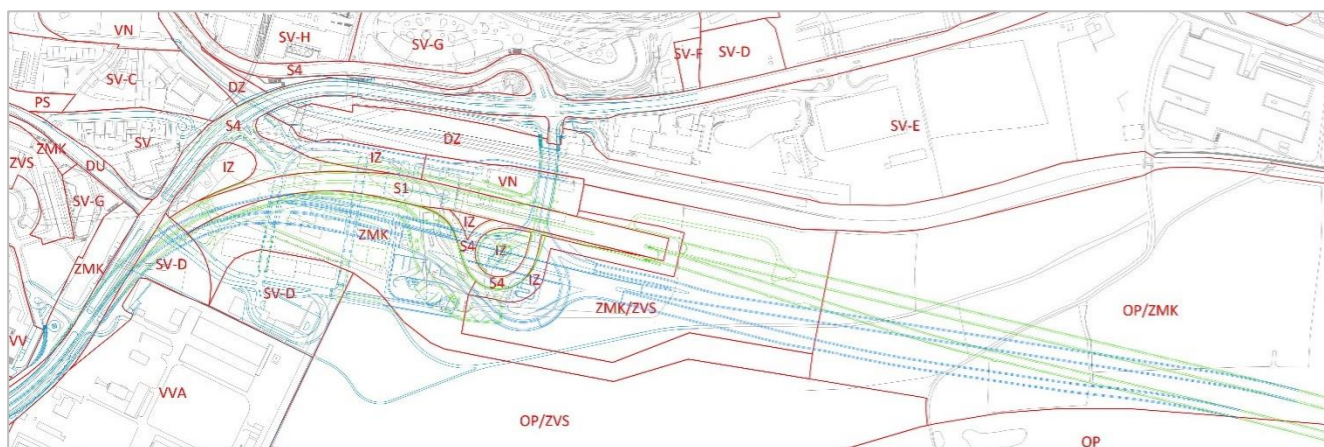 VN
SV-H
SV-G
SV-F
SV-D
S4
SV-C
DZ
PS
S4
SV
DZ
SV-E
ZMK
ZVS
DU
IZ
IZ
VN
S1
SV-G
IZ
ZMK
S4
IZ
ZMK
SV-D
S4
IZ
SV-D
ZMK/ZVS
OP/ZMK
VV
VVA
OP/ZVS
OP